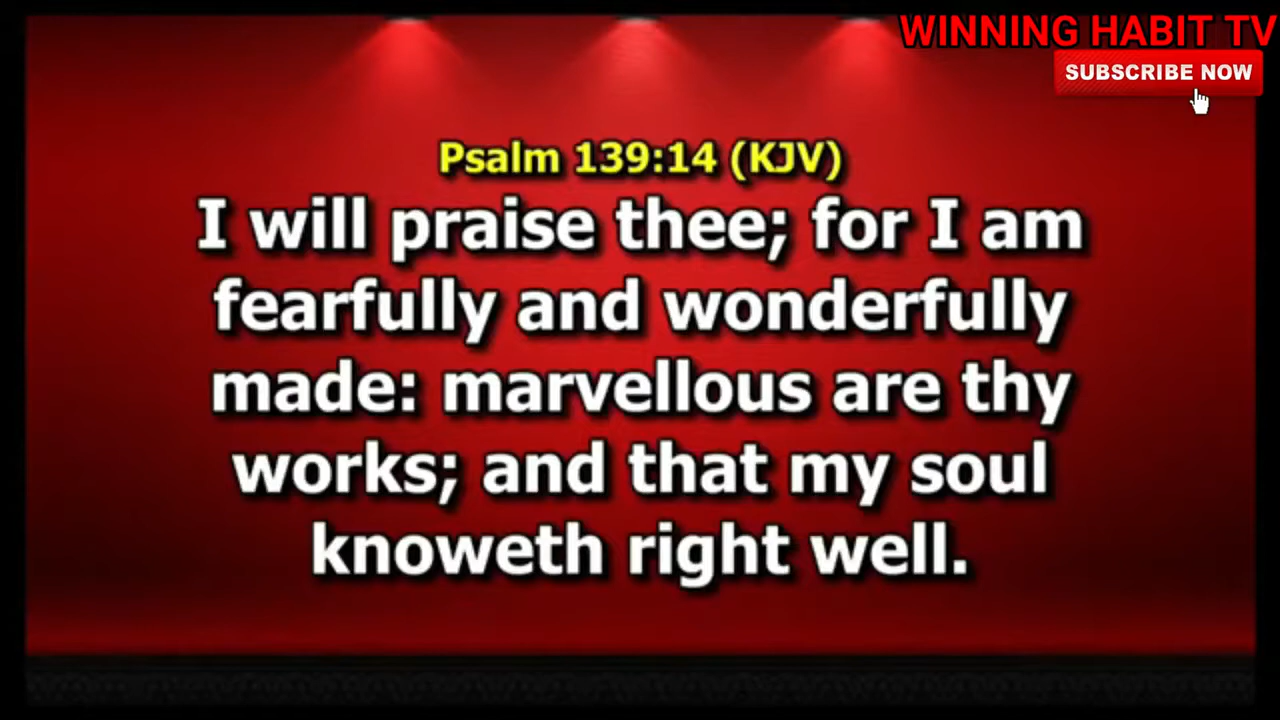 WINNING HABIT TV
SUBSCRIBE NOW
Psalm 139:14 (KJV)
I will praise thee; for I am
fearfully and wonderfully
made: marvellous are thy
works; and that my soul
knoweth right well.